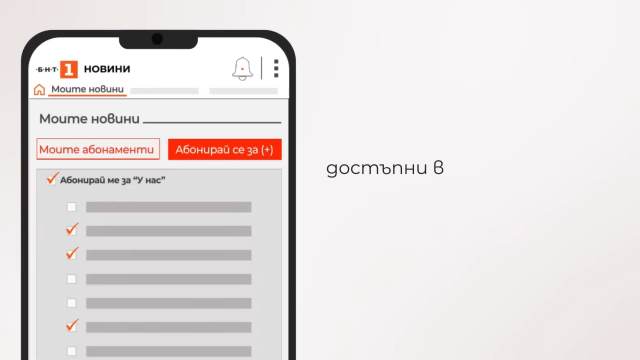 ·Б·Н·Т· 1 НОВИНИ
Моите новини
Моите новини
Моите абонаменти
Абонирай се за (+)
Абонирай ме за "У нас"
достъпни в